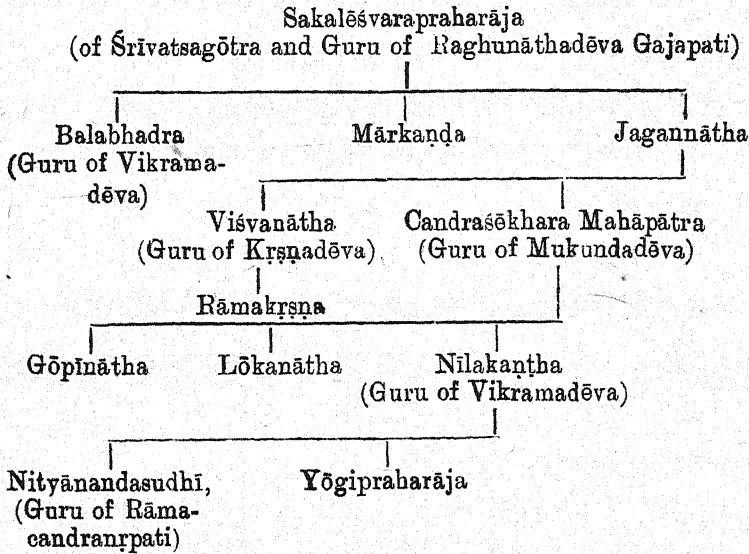 Sakalēśvarapraharāja
(of Śrīvatsagōtra and Guru of Raghunāthadēva Gajapati)
Balabhadra Mārkaṇḍa Jagannātha
(Guru of Vikrama-
dēva)
Viśvanātha Candraśēkhara Mahāpātra
(Guru of Kṛṣṇadēva) (Guru of Mukundadēva)
Rāmakṛṣṇa
Gōpīnātha Lōkanātha Nīlakaṇṭha
(Guru of Vikramadēva)
Nityānandasudhī, Yōgipraharāja
(Guru of Rāma-
candranṛpati)